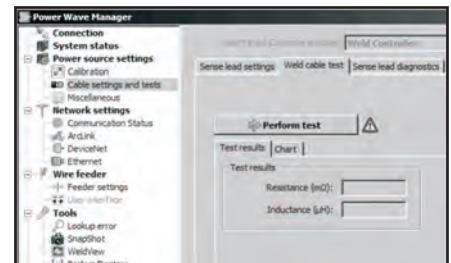 Power Wave Manager
Connection
System status
Power source settings
Calibration
Cable settings and tests
Miscellaneous
Network settings
Communication Status
ArcLink
DeviceNet
Ethernet
Wire feeder
Feeder settings
User interface
Tools
Lookup error
SnapShot
WeldView
Weld Controller
Sense lead settings
Weld cable test
Sense lead diagnostics
Perform test
Test results
Chart
Test results
Resistance (mΩ):
Inductance (μH):